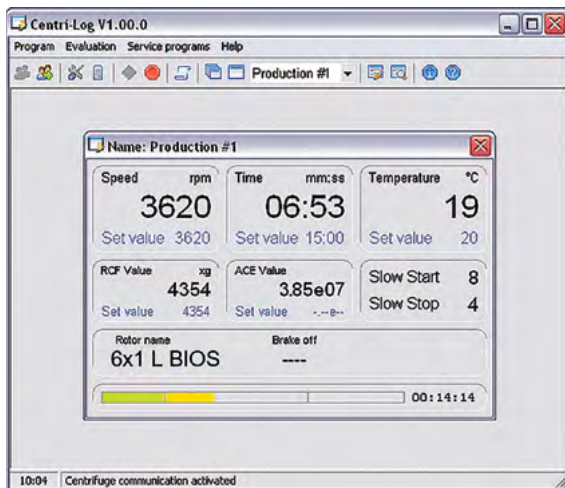 Centri-Log V1.00.0
Program Evaluation Service programs Help
Production #1
Name: Production #1
Speed rpm Time mm:ss Temperature °C
3620 06:53 19
Set value 3620 Set value 15:00 Set value 20
RCF Value xg ACE Value Slow Start 8
4354 3.85e07 Slow Stop 4
Set value 4354 Set value -.--e--
Rotor name Brake off
6x1 L BIOS ----
00:14:14
10:04 Centrifuge communication activated